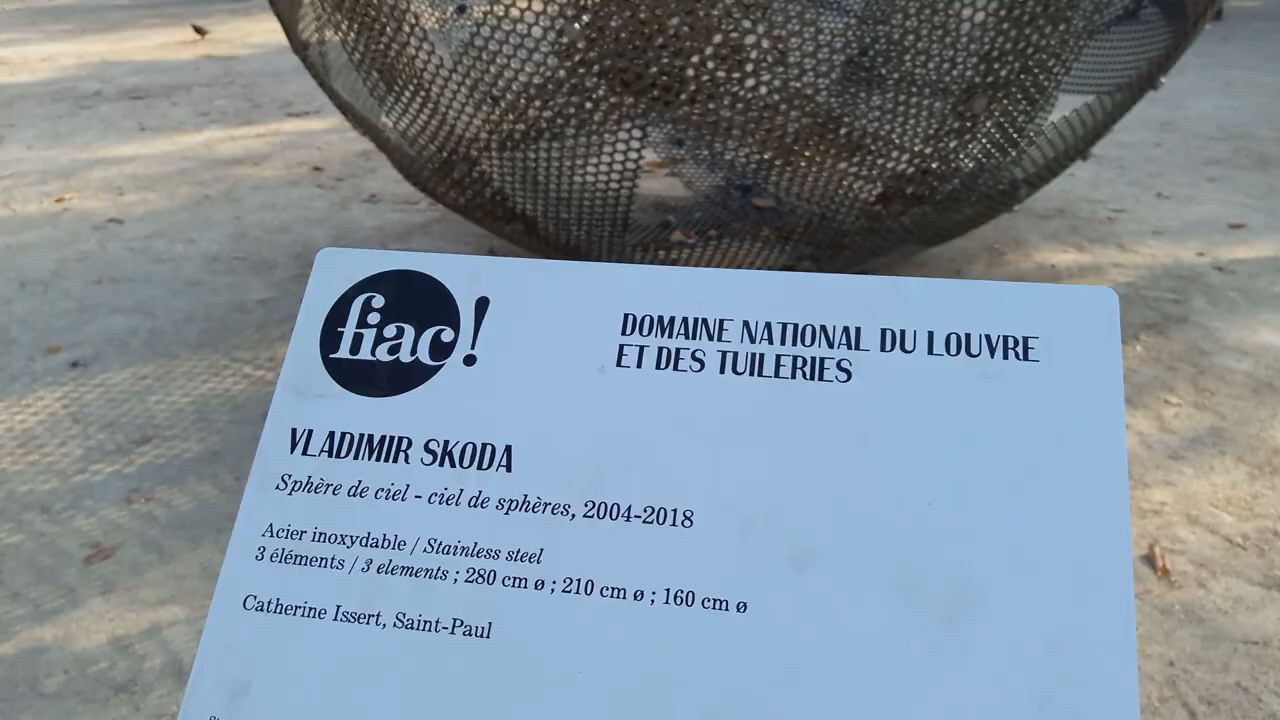 fiac!
DOMAINE NATIONAL DU LOUVRE
ET DES TUILERIES
VLADIMIR SKODA
Sphère de ciel - ciel de sphères, 2004-2018
Acier inoxydable / Stainless steel
3 éléments / 3 elements ; 280 cm ø ; 210 cm ø ; 160 cm ø
Catherine Issert, Saint-Paul